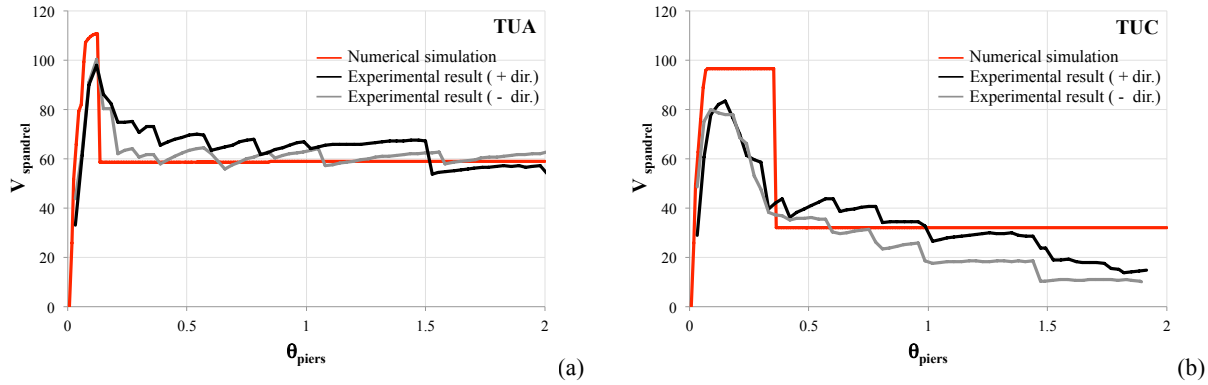 120
TUA
100
Numerical simulation
Experimental result ( + dir.)
Experimental result ( - dir.)
80
V spandrel
60
40
20
0
0 0.5 1 1.5 2
θpiers
(a)
120
TUC
100
Numerical simulation
Experimental result ( + dir.)
Experimental result ( - dir.)
80
V spandrel
60
40
20
0
0 0.5 1 1.5 2
θpiers
(b)